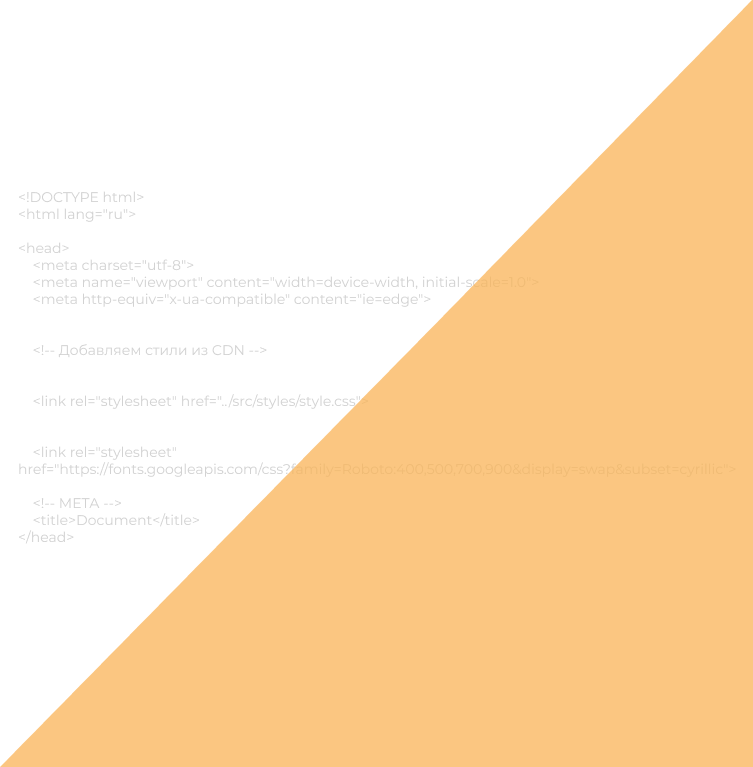 <!DOCTYPE html>
<html lang="ru">
<head>
<meta charset="utf-8">
<meta name="viewport" content="width=device-width, initial-scale=1.0">
<meta http-equiv="x-ua-compatible" content="ie=edge">
<!-- Добавляем стили из CDN -->
<link rel="stylesheet" href="../src/styles/style.css">
<link rel="stylesheet"
href="https://fonts.googleapis.com/css?family=Roboto:400,500,700,900&display=swap&subset=cyrillic">
<!-- META -->
<title>Document</title>
</head>